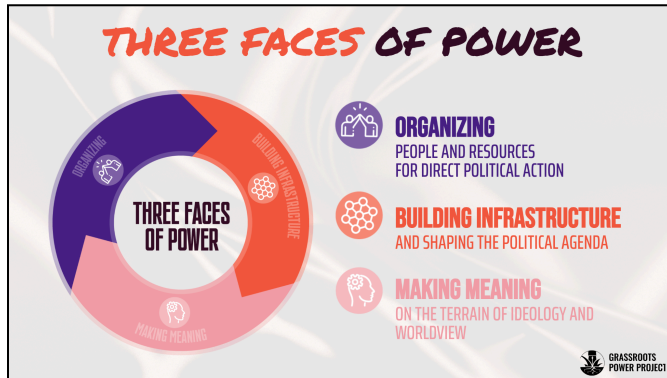 THREE FACES OF POWER
ORGANIZING
BUILDING INFRASTRUCTURE
MAKING MEANING
THREE FACES
OF POWER
ORGANIZING
PEOPLE AND RESOURCES
FOR DIRECT POLITICAL ACTION
BUILDING INFRASTRUCTURE
AND SHAPING THE POLITICAL AGENDA
MAKING MEANING
ON THE TERRAIN OF IDEOLOGY AND
WORLDVIEW
GRASSROOTS
POWER PROJECT